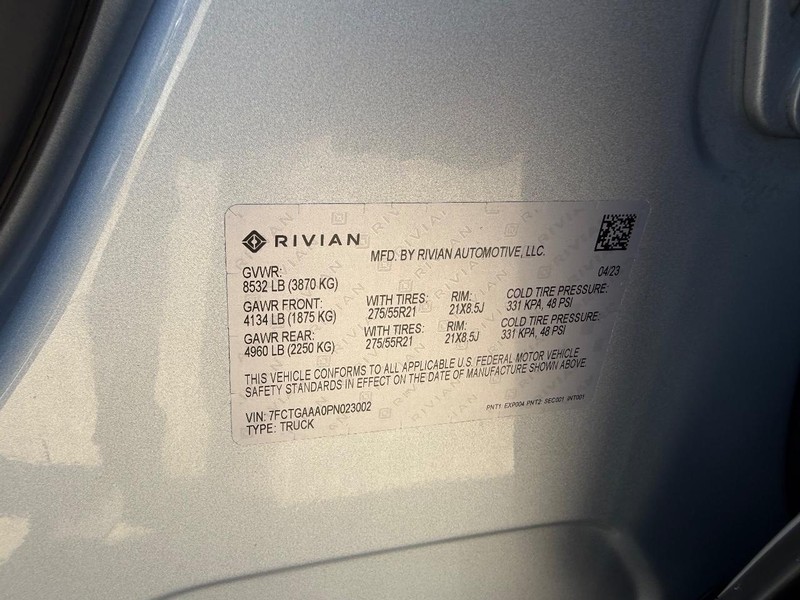 RIVIAN
MFD. BY RIVIAN AUTOMOTIVE, LLC.
GVWR:
8532 LB (3870 KG)
04/23
GAWR FRONT: WITH TIRES: RIM: COLD TIRE PRESSURE:
4134 LB (1875 KG) 275/55R21 21X8.5J 331 KPA, 48 PSI
GAWR REAR: WITH TIRES: RIM: COLD TIRE PRESSURE:
4960 LB (2250 KG) 275/55R21 21X8.5J 331 KPA, 48 PSI
THIS VEHICLE CONFORMS TO ALL APPLICABLE U.S. FEDERAL MOTOR VEHICLE
SAFETY STANDARDS IN EFFECT ON THE DATE OF MANUFACTURE SHOWN ABOVE.
VIN: 7FCTGAAA0PN023002
TYPE: TRUCK
PNT1: EXP004 PNT2: SEC001 INT001